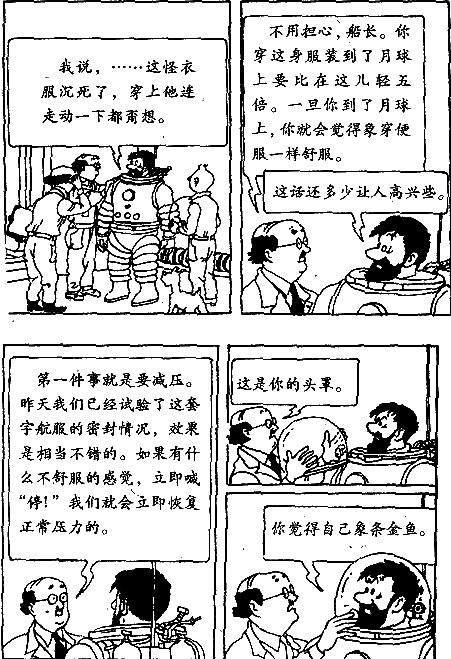 我说，……这怪衣
服沉死了，穿上他连
走动一下都甭想。
不用担心，船长。你
穿这身服装到了月球
上要比在这儿轻五
倍。一旦你到了月球
上，你就会觉得象穿便
服一样舒服。
这话还多少让人高兴些。
第一件事就是要减压。
昨天我们已经试验了这套
宇航服的密封情况，效果
是相当不错的。如果有什
么不舒服的感觉，立即喊
“停！”我们就会立即恢复
正常压力的。
这是你的头罩。
你觉得自己象条金鱼。